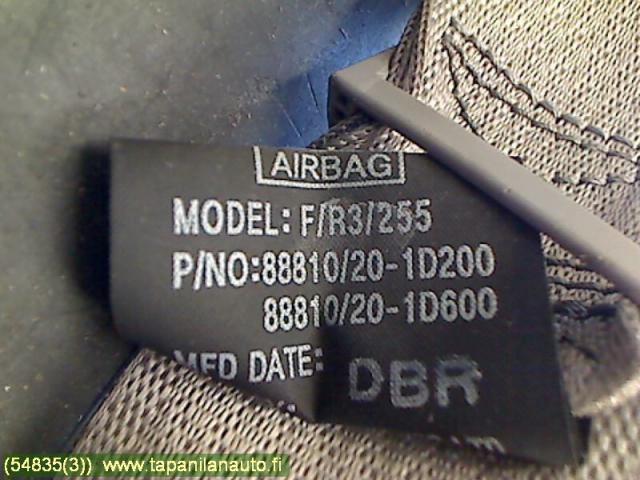 AIRBAG
MODEL: F/R3/255
P/NO:88810/20-1D200
88810/20-1D600
MFD DATE: DBR
(54835(3)) www.tapanilanauto.fi